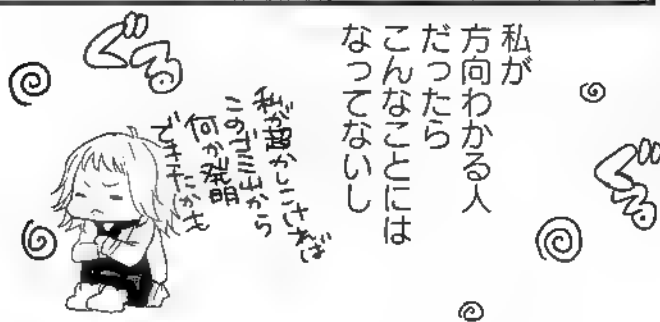 私が
方向わかる人
だったら
こんなことには
なってないし
ぐる
私が超かしこければ
このゴミ山から
何か発明
できてたかも
ぐる